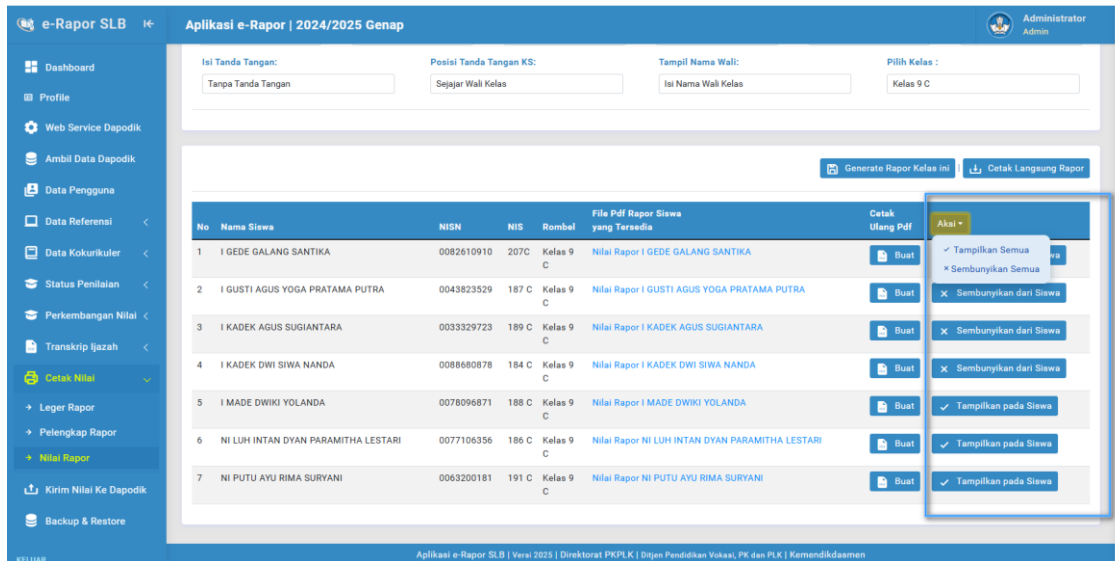 e-Rapor SLB
Aplikasi e-Rapor | 2024/2025 Genap
Administrator
Admin
Dashboard
Profile
Web Service Dapodik
Ambil Data Dapodik
Data Pengguna
Data Referensi
Data Kokurikuler
Status Penilaian
Perkembangan Nilai
Transkrip Ijazah
Cetak Nilai
Leger Rapor
Pelengkap Rapor
Nilai Rapor
Kirim Nilai Ke Dapodik
Backup & Restore
KELUAR
Isi Tanda Tangan: Posisi Tanda Tangan KS: Tampil Nama Wali: Pilih Kelas :
Tanpa Tanda Tangan Sejajar Wali Kelas Isi Nama Wali Kelas Kelas 9 C
Generate Rapor Kelas ini | Cetak Langsung Rapor
No Nama Siswa NISN NIS Rombel File Pdf Rapor Siswa yang Tersedia Cetak Ulang Pdf Aksi
Tampilkan Semua
Sembunyikan Semua
1 I GEDE GALANG SANTIKA 0082610910 207C Kelas 9 C Nilai Rapor I GEDE GALANG SANTIKA Buat
2 I GUSTI AGUS YOGA PRATAMA PUTRA 0043823529 187 C Kelas 9 C Nilai Rapor I GUSTI AGUS YOGA PRATAMA PUTRA Buat Sembunyikan dari Siswa
3 I KADEK AGUS SUGIANTARA 0033329723 189 C Kelas 9 C Nilai Rapor I KADEK AGUS SUGIANTARA Buat Sembunyikan dari Siswa
4 I KADEK DWI SIWA NANDA 0088680878 184 C Kelas 9 C Nilai Rapor I KADEK DWI SIWA NANDA Buat Sembunyikan dari Siswa
5 I MADE DWIKI YOLANDA 0078096871 188 C Kelas 9 C Nilai Rapor I MADE DWIKI YOLANDA Buat Tampilkan pada Siswa
6 NI LUH INTAN DYAN PARAMITHA LESTARI 0077106356 186 C Kelas 9 C Nilai Rapor NI LUH INTAN DYAN PARAMITHA LESTARI Buat Tampilkan pada Siswa
7 NI PUTU AYU RIMA SURYANI 0063200181 191 C Kelas 9 C Nilai Rapor NI PUTU AYU RIMA SURYANI Buat Tampilkan pada Siswa
Aplikasi e-Rapor SLB | Versi 2025 | Direktorat PKPLK | Ditjen Pendidikan Vokasi, PK dan PLK | Kemendikdasmen